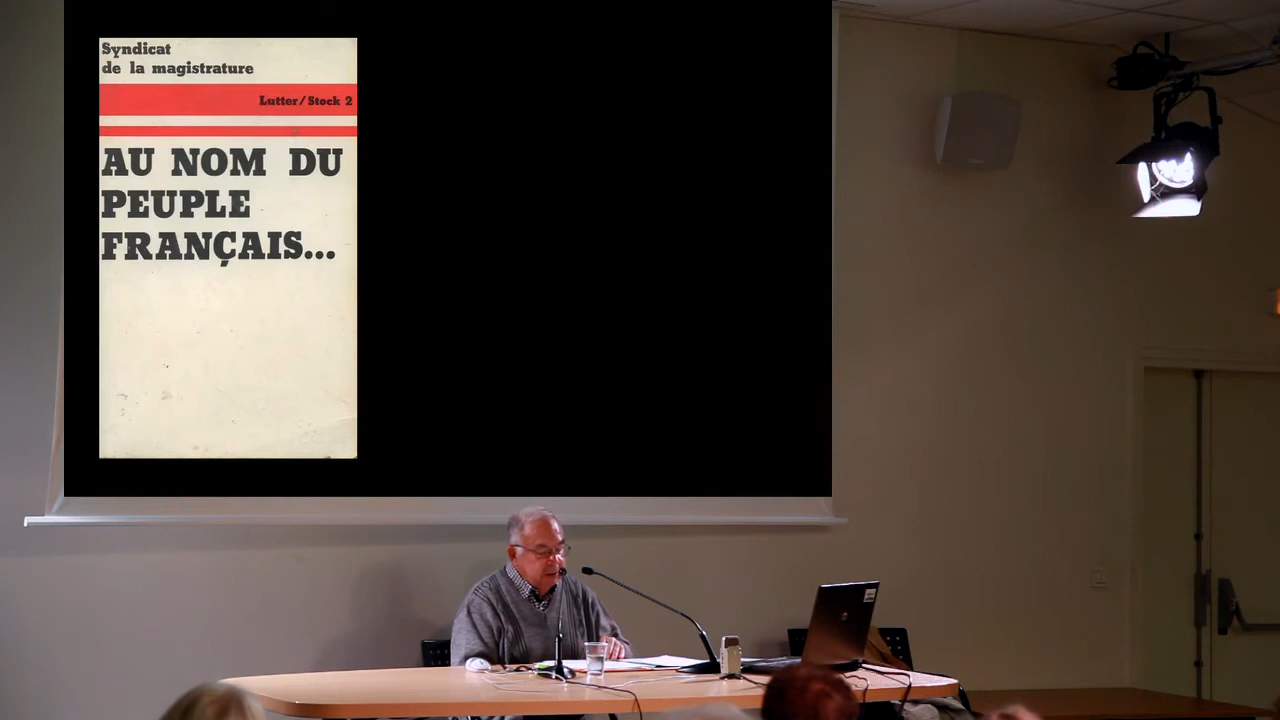 Syndicat
de la magistrature
Lutter/Stock 2
AU NOM DU
PEUPLE
FRANÇAIS...